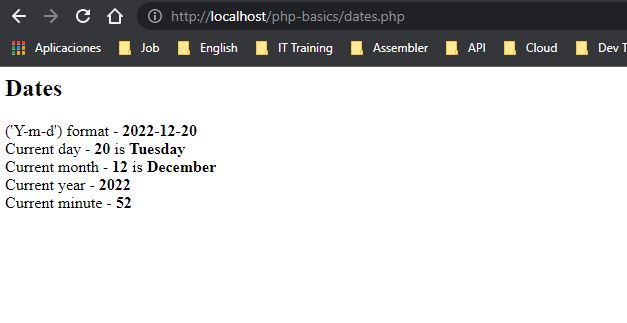 http://localhost/php-basics/dates.php
Aplicaciones Job English IT Training Assembler API Cloud Dev T
Dates
('Y-m-d') format - 2022-12-20
Current day - 20 is Tuesday
Current month - 12 is December
Current year - 2022
Current minute - 52